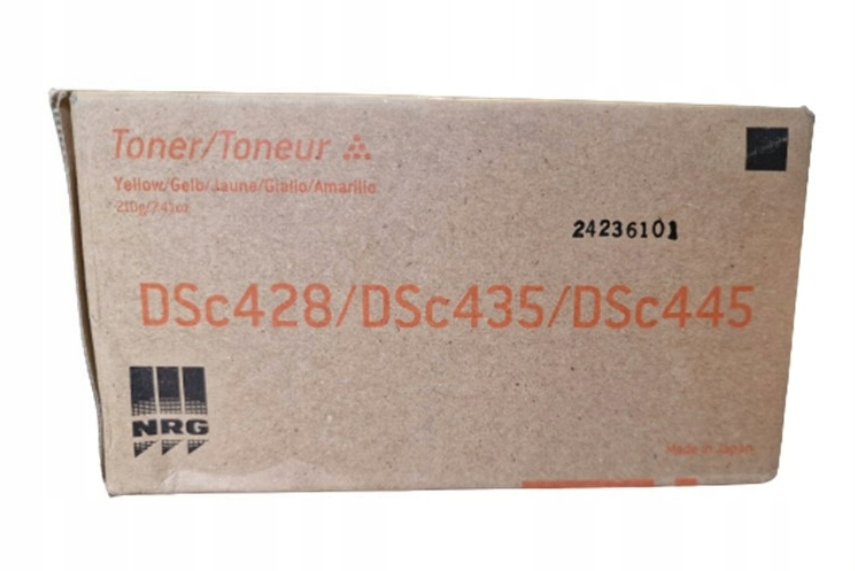 Toner/Toneur
Yellow/Gelb/Jaune/Giallo/Amarillo
210g/7.41oz
24236101
DSc428/DSc435/DSc445
NRG
Made in Japan